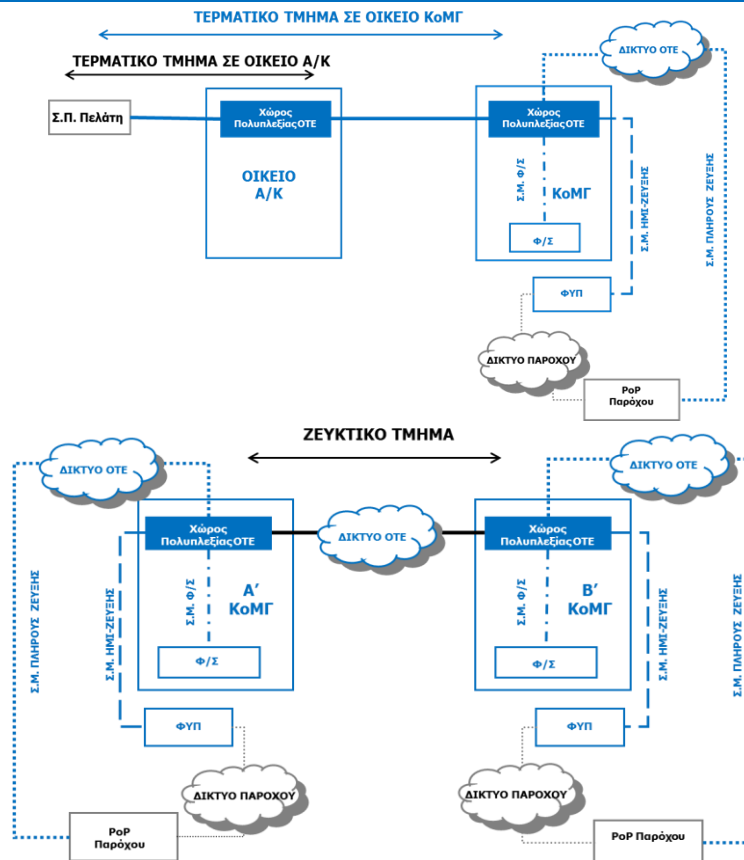 ΤΕΡΜΑΤΙΚΟ ΤΜΗΜΑ ΣΕ ΟΙΚΕΙΟ ΚοΜΓ
ΤΕΡΜΑΤΙΚΟ ΤΜΗΜΑ ΣΕ ΟΙΚΕΙΟ Α/Κ
ΔΙΚΤΥΟ ΟΤΕ
Σ.Π. Πελάτη
Χώρος
ΠολυπλεξίαςΟΤΕ
Χώρος
ΠολυπλεξίαςΟΤΕ
ΟΙΚΕΙΟ
Α/Κ
Σ.Μ. Φ/Σ
ΚοΜΓ
Σ.Μ. ΗΜΙ-ΖΕΥΞΗΣ
Σ.Μ. ΠΛΗΡΟΥΣ ΖΕΥΞΗΣ
Φ/Σ
ΦΥΠ
ΔΙΚΤΥΟ ΠΑΡΟΧΟΥ
PoP
Παρόχου
ΖΕΥΚΤΙΚΟ ΤΜΗΜΑ
ΔΙΚΤΥΟ ΟΤΕ
ΔΙΚΤΥΟ ΟΤΕ
Χώρος
ΠολυπλεξίαςΟΤΕ
ΔΙΚΤΥΟ ΟΤΕ
Χώρος
ΠολυπλεξίαςΟΤΕ
Σ.Μ. ΠΛΗΡΟΥΣ ΖΕΥΞΗΣ
Σ.Μ. ΗΜΙ-ΖΕΥΞΗΣ
Σ.Μ. Φ/Σ
Α’
ΚοΜΓ
Σ.Μ. Φ/Σ
Β’
ΚοΜΓ
Σ.Μ. ΗΜΙ-ΖΕΥΞΗΣ
Σ.Μ. ΠΛΗΡΟΥΣ ΖΕΥΞΗΣ
Φ/Σ
Φ/Σ
ΦΥΠ
ΦΥΠ
ΔΙΚΤΥΟ ΠΑΡΟΧΟΥ
ΔΙΚΤΥΟ ΠΑΡΟΧΟΥ
PoP
Παρόχου
PoP Παρόχου